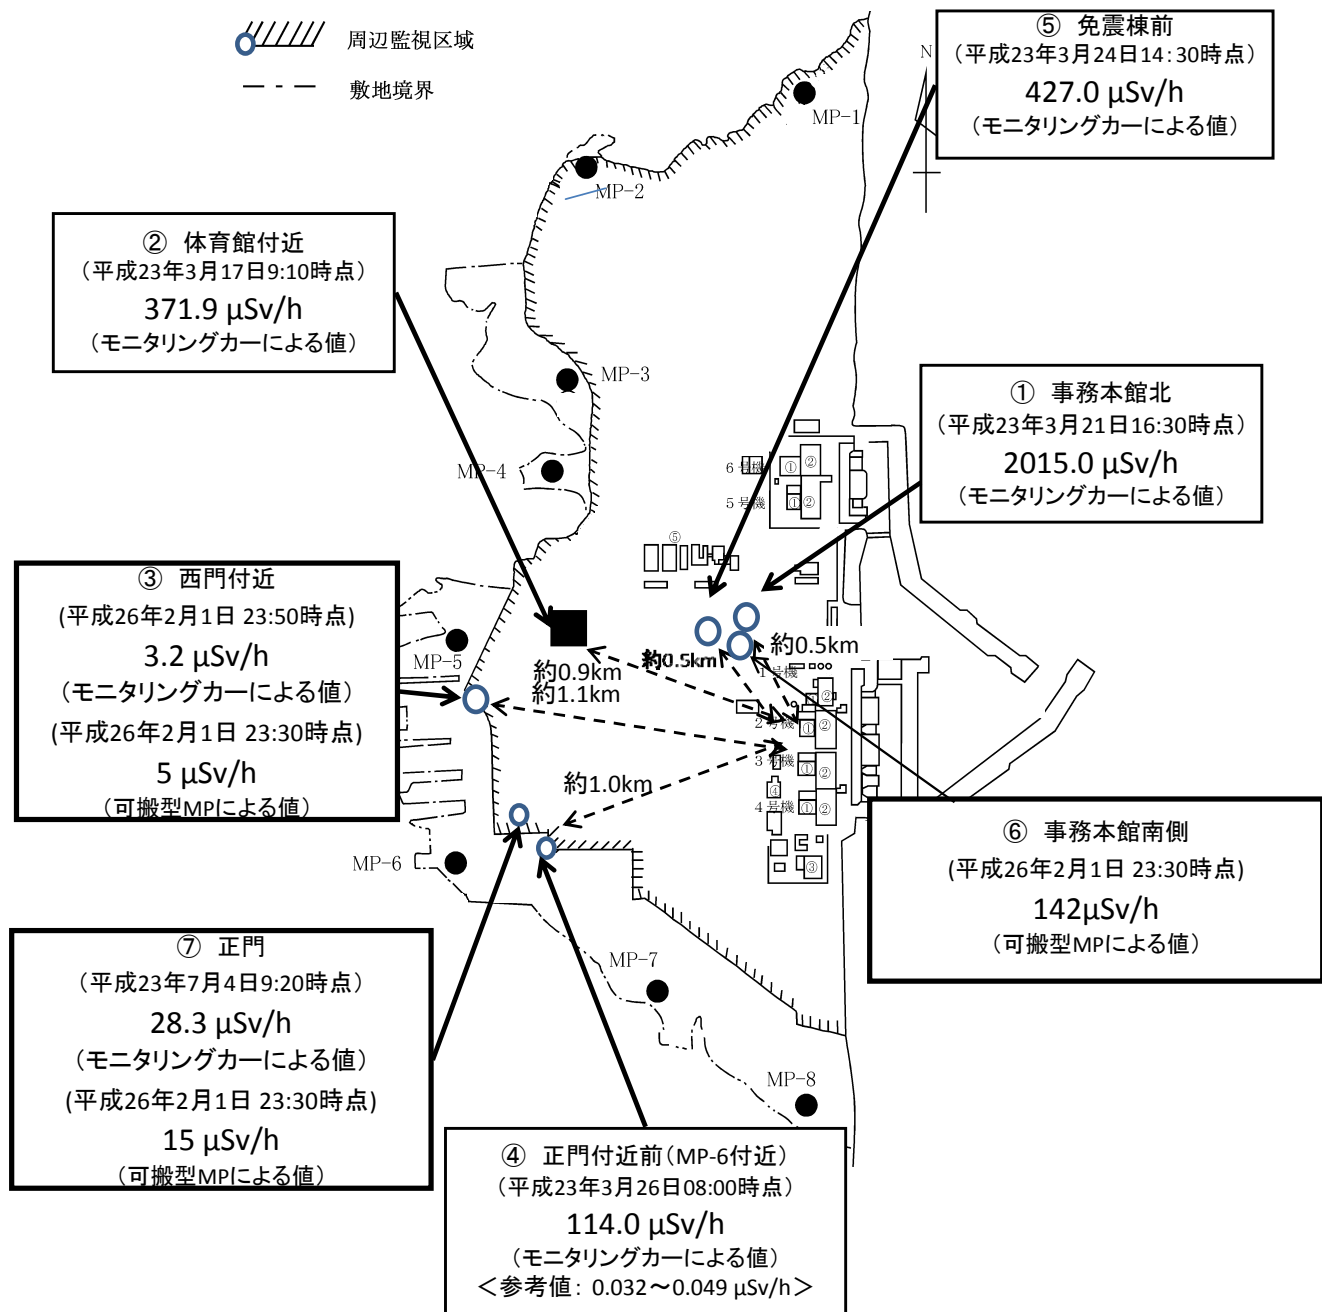 周辺監視区域
敷地境界
⑤ 免震棟前
（平成23年3月24日14:30時点）
427.0 μSv/h
（モニタリングカーによる値）
N
MP-1
MP-2
② 体育館付近
（平成23年3月17日9:10時点）
371.9 μSv/h
（モニタリングカーによる値）
MP-3
① 事務本館北
（平成23年3月21日16:30時点）
2015.0 μSv/h
（モニタリングカーによる値）
MP-4
6号機
① ②
5号機
① ②
⑤
③ 西門付近
(平成26年2月1日 23:50時点)
3.2 μSv/h
（モニタリングカーによる値）
(平成26年2月1日 23:30時点)
5 μSv/h
（可搬型MPによる値）
MP-5
約0.9km
約1.1km
約0.5km
約0.5km
1号機
②
2号機
① ②
3号機
① ②
④
4号機
① ②
③
約1.0km
MP-6
⑥ 事務本館南側
(平成26年2月1日 23:30時点)
142μSv/h
（可搬型MPによる値）
⑦ 正門
（平成23年7月4日9:20時点）
28.3 μSv/h
（モニタリングカーによる値）
(平成26年2月1日 23:30時点)
15 μSv/h
（可搬型MPによる値）
MP-7
MP-8
④ 正門付近前（MP-6付近）
（平成23年3月26日08:00時点）
114.0 μSv/h
（モニタリングカーによる値）
＜参考値: 0.032～0.049 μSv/h＞